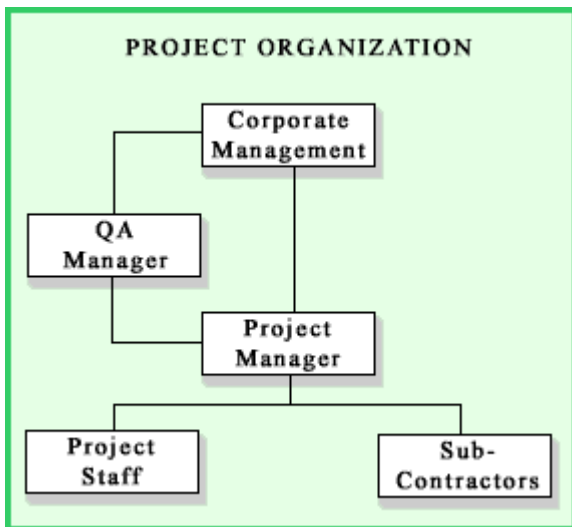 PROJECT ORGANIZATION
Corporate
Management
QA
Manager
Project
Manager
Project
Staff
Sub-
Contractors